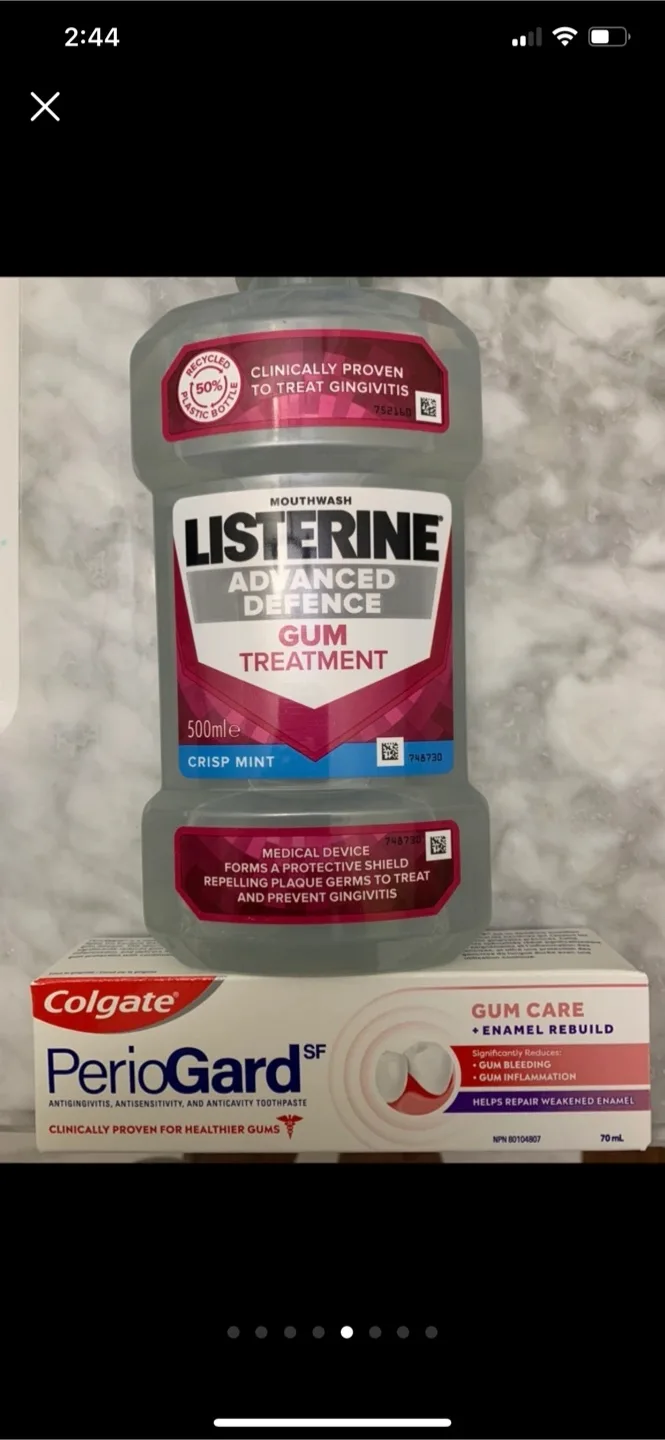 2:44
RECYCLED
50%
PLASTIC BOTTLE
CLINICALLY PROVEN
TO TREAT GINGIVITIS
752160
MOUTHWASH
LISTERINE®
ADVANCED
DEFENCE
GUM
TREATMENT
500ml e
CRISP MINT
748730
748730
MEDICAL DEVICE
FORMS A PROTECTIVE SHIELD
REPELLING PLAQUE GERMS TO TREAT
AND PREVENT GINGIVITIS
Colgate®
PerioGard SF
ANTIGINGIVITIS, ANTISENSITIVITY, AND ANTICAVITY TOOTHPASTE
CLINICALLY PROVEN FOR HEALTHIER GUMS
GUM CARE
+ ENAMEL REBUILD
Significantly Reduces:
• GUM BLEEDING
• GUM INFLAMMATION
HELPS REPAIR WEAKENED ENAMEL
NPN 80104807
70 mL